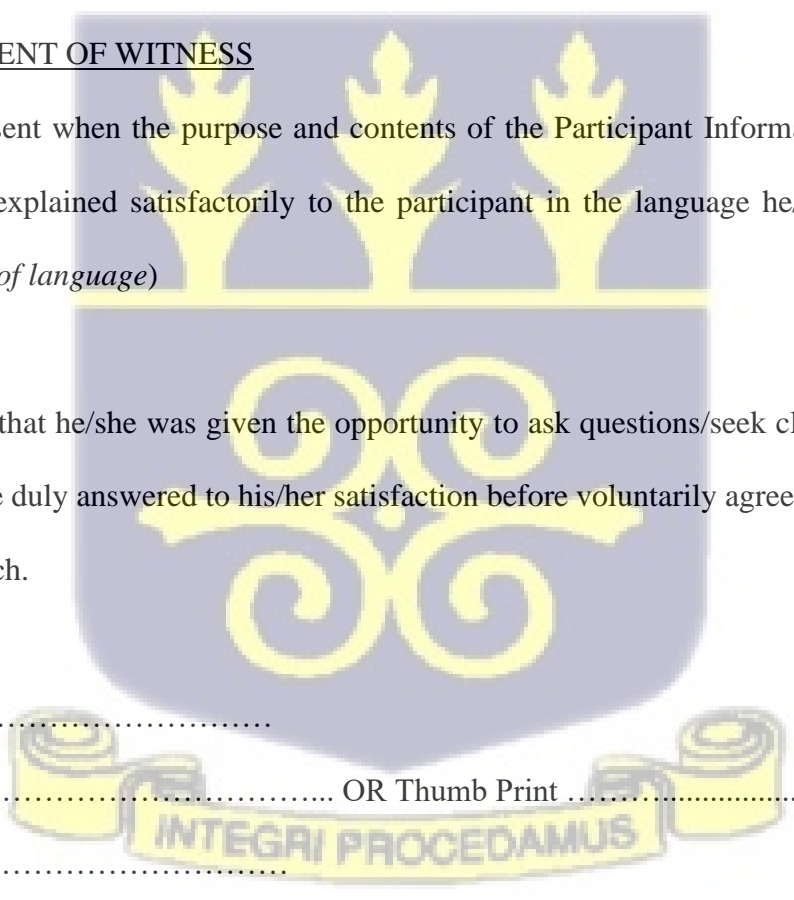 ENT OF WITNESS
sent when the purpose and contents of the Participant Informa
explained satisfactorily to the participant in the language he/
of language)
that he/she was given the opportunity to ask questions/seek cl
e duly answered to his/her satisfaction before voluntarily agree
ch.
……………………………
…………………………………... OR Thumb Print ……….................
INTEGRI PROCEDAMUS
………………………………